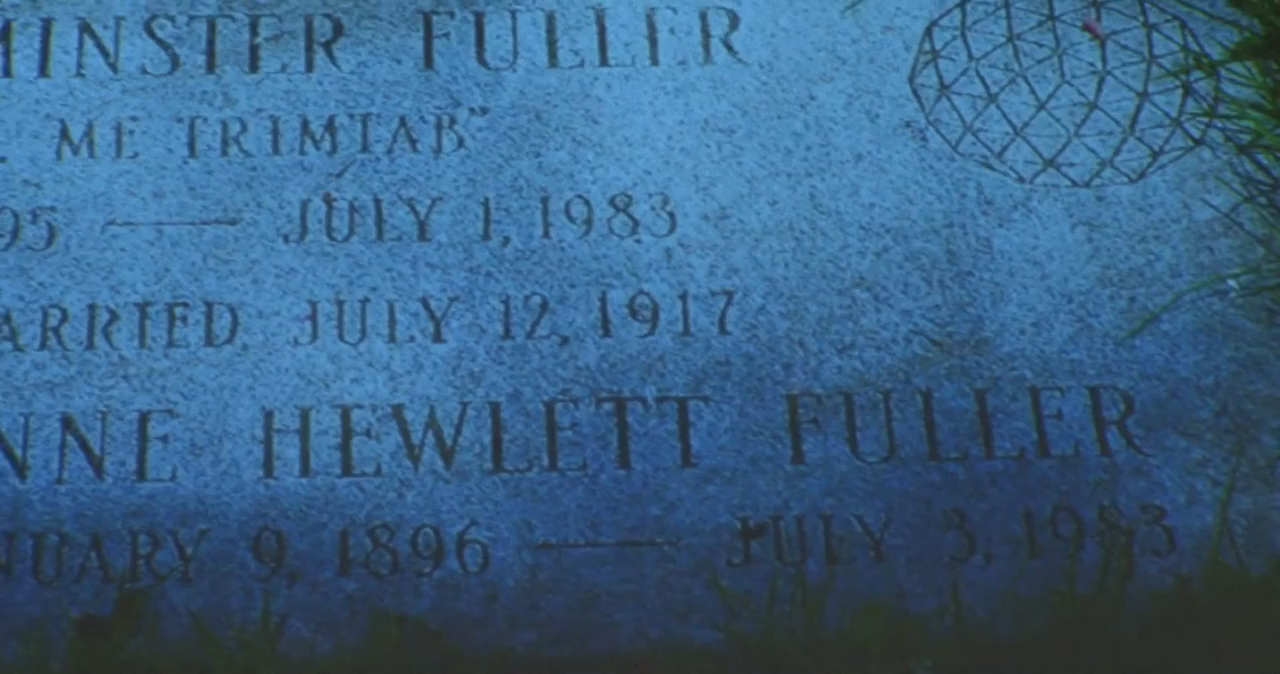 MINSTER FULLER
. ME TRIMTAB”
95 — JULY 1, 1983
ARRIED JULY 12, 1917
NNE HEWLETT FULLER
NUARY 9, 1896 — JULY 3, 1983